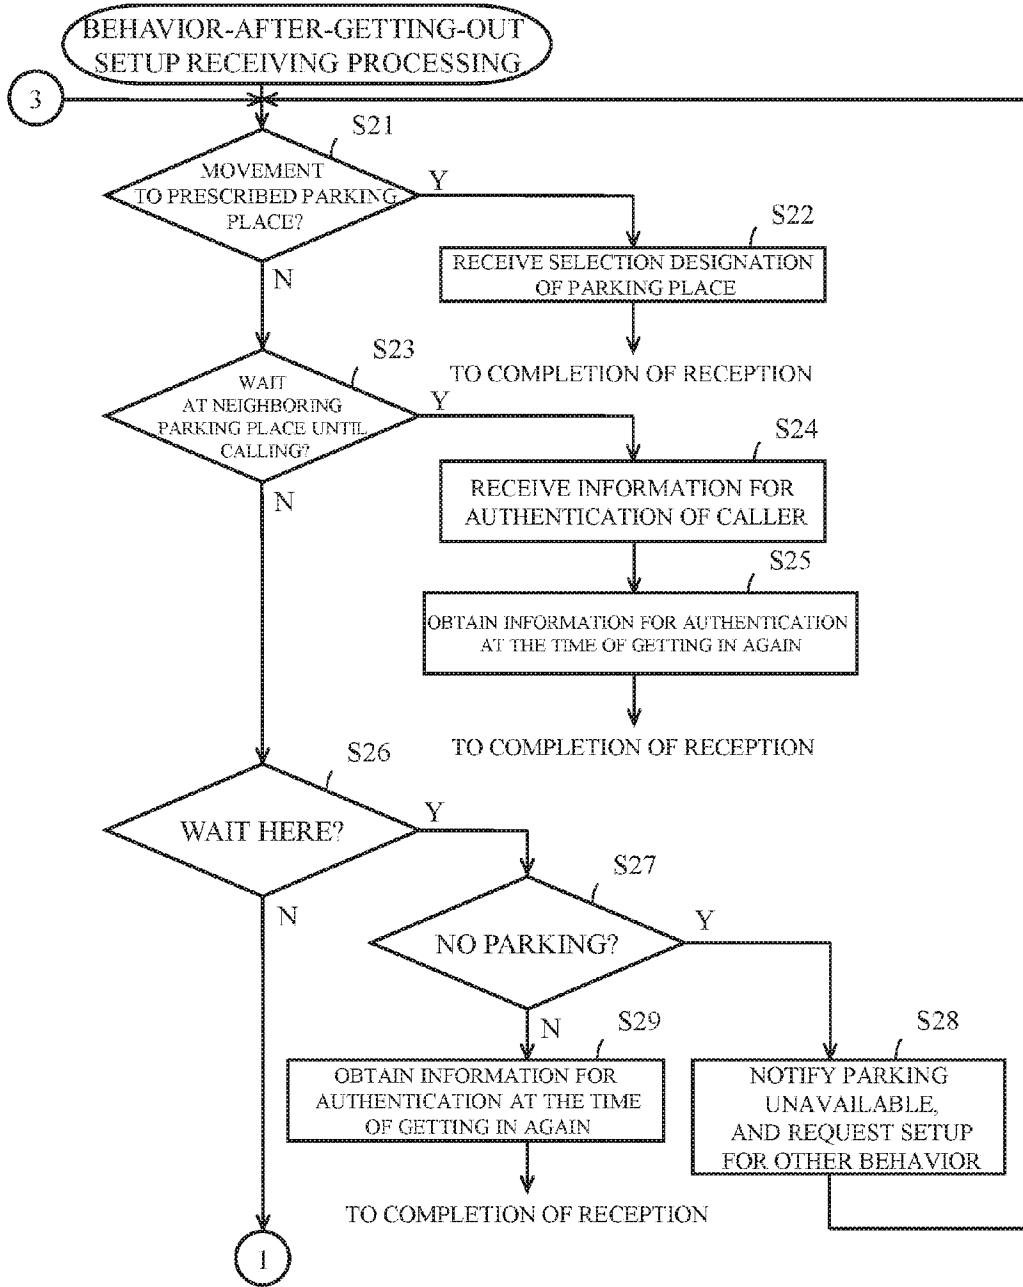 BEHAVIOR-AFTER-GETTING-OUT
SETUP RECEIVING PROCESSING
3
S21
MOVEMENT
TO PRESCRIBED PARKING
PLACE?
Y
N
S22
RECEIVE SELECTION DESIGNATION
OF PARKING PLACE
TO COMPLETION OF RECEPTION
S23
WAIT
AT NEIGHBORING
PARKING PLACE UNTIL
CALLING?
Y
N
S24
RECEIVE INFORMATION FOR
AUTHENTICATION OF CALLER
S25
OBTAIN INFORMATION FOR AUTHENTICATION
AT THE TIME OF GETTING IN AGAIN
TO COMPLETION OF RECEPTION
S26
WAIT HERE?
Y
N
S27
NO PARKING?
Y
N
S29
OBTAIN INFORMATION FOR
AUTHENTICATION AT THE TIME
OF GETTING IN AGAIN
TO COMPLETION OF RECEPTION
S28
NOTIFY PARKING
UNAVAILABLE,
AND REQUEST SETUP
FOR OTHER BEHAVIOR
1